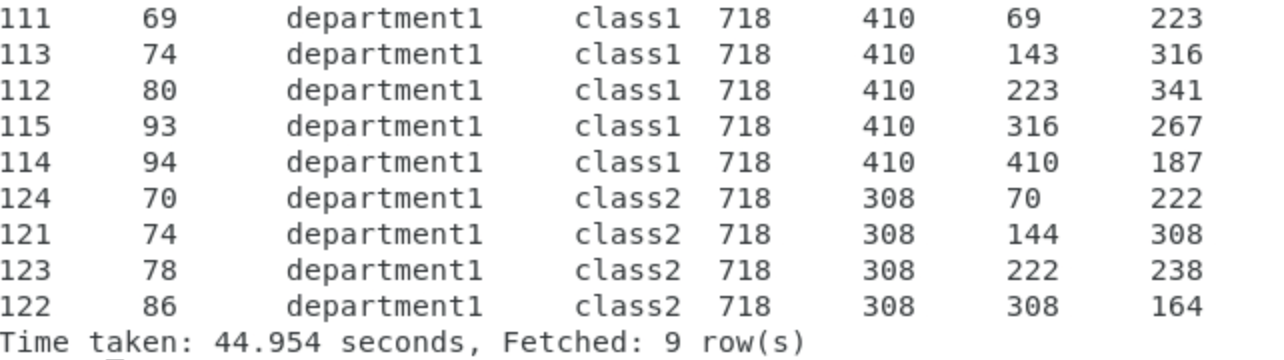 111 69 department1 class1 718 410 69 223
113 74 department1 class1 718 410 143 316
112 80 department1 class1 718 410 223 341
115 93 department1 class1 718 410 316 267
114 94 department1 class1 718 410 410 187
124 70 department1 class2 718 308 70 222
121 74 department1 class2 718 308 144 308
123 78 department1 class2 718 308 222 238
122 86 department1 class2 718 308 308 164
Time taken: 44.954 seconds, Fetched: 9 row(s)